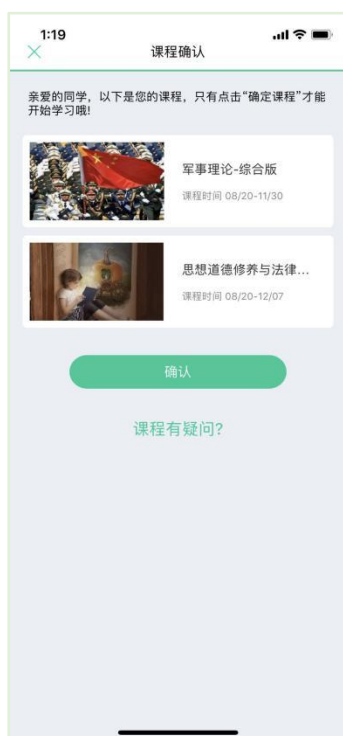 1:19
课程确认
亲爱的同学，以下是您的课程，只有点击“确定课程”才能
开始学习哦!
军事理论-综合版
课程时间 08/20-11/30
思想道德修养与法律...
课程时间 08/20-12/07
确认
课程有疑问?